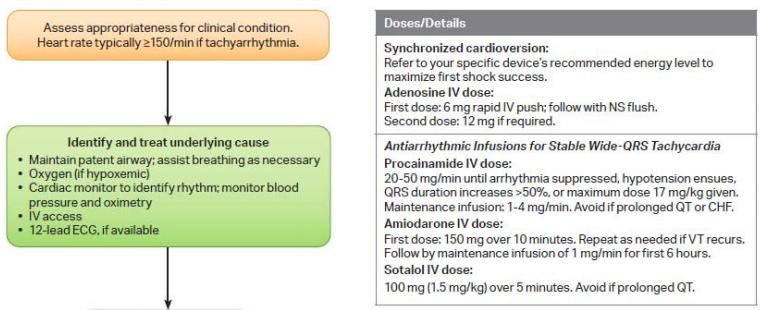 Assess appropriateness for clinical condition.
Heart rate typically ≥150/min if tachyarrhythmia.
Identify and treat underlying cause
• Maintain patent airway; assist breathing as necessary
• Oxygen (if hypoxemic)
• Cardiac monitor to identify rhythm; monitor blood
pressure and oximetry
• IV access
• 12-lead ECG, if available
Doses/Details
Synchronized cardioversion:
Refer to your specific device's recommended energy level to
maximize first shock success.
Adenosine IV dose:
First dose: 6 mg rapid IV push; follow with NS flush.
Second dose: 12 mg if required.
Antiarrhythmic Infusions for Stable Wide-QRS Tachycardia
Procainamide IV dose:
20-50 mg/min until arrhythmia suppressed, hypotension ensues,
QRS duration increases >50%, or maximum dose 17 mg/kg given.
Maintenance infusion: 1-4 mg/min. Avoid if prolonged QT or CHF.
Amiodarone IV dose:
First dose: 150 mg over 10 minutes. Repeat as needed if VT recurs.
Follow by maintenance infusion of 1 mg/min for first 6 hours.
Sotalol IV dose:
100 mg (1.5 mg/kg) over 5 minutes. Avoid if prolonged QT.